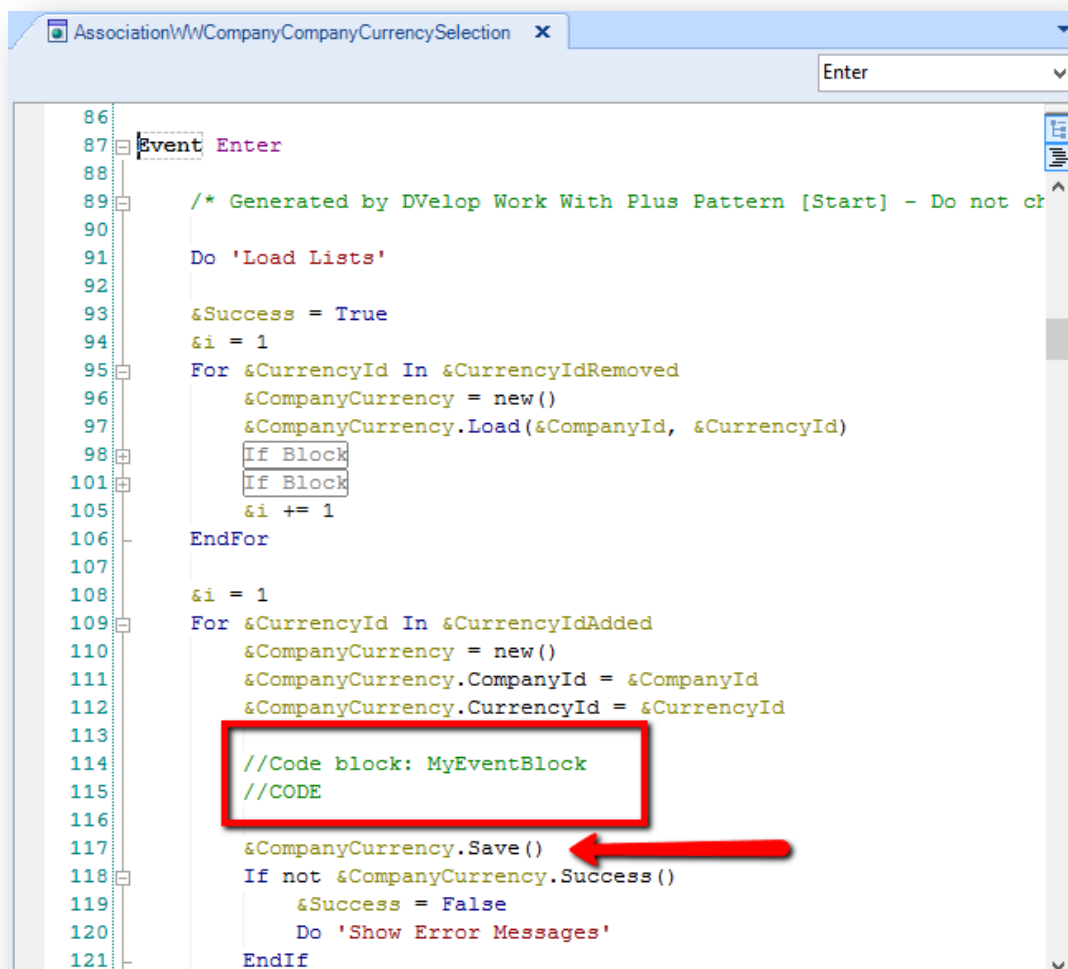 AssociationWWCompanyCompanyCurrencySelection
Enter
86
87 Event Enter
88
89 /* Generated by DVelop Work With Plus Pattern [Start] - Do not ch
90
91 Do 'Load Lists'
92
93 &Success = True
94 &i = 1
95 For &CurrencyId In &CurrencyIdRemoved
96 &CompanyCurrency = new()
97 &CompanyCurrency.Load(&CompanyId, &CurrencyId)
98 If Block
101 If Block
105 &i += 1
106 EndFor
107
108 &i = 1
109 For &CurrencyId In &CurrencyIdAdded
110 &CompanyCurrency = new()
111 &CompanyCurrency.CompanyId = &CompanyId
112 &CompanyCurrency.CurrencyId = &CurrencyId
113
114 //Code block: MyEventBlock
115 //CODE
116
117 &CompanyCurrency.Save()
118 If not &CompanyCurrency.Success()
119 &Success = False
120 Do 'Show Error Messages'
121 EndIf